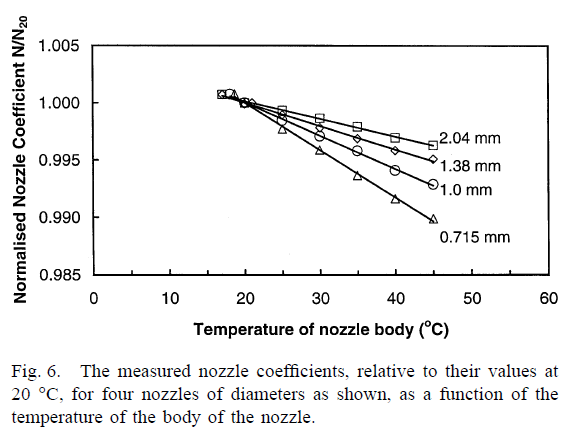 Normalised Nozzle Coefficient N/N20
1.005
1.000
0.995
0.990
0.985
2.04 mm
1.38 mm
1.0 mm
0.715 mm
0 10 20 30 40 50 60
Temperature of nozzle body (°C)
Fig. 6. The measured nozzle coefficients, relative to their values at
20 °C, for four nozzles of diameters as shown, as a function of the
temperature of the body of the nozzle.